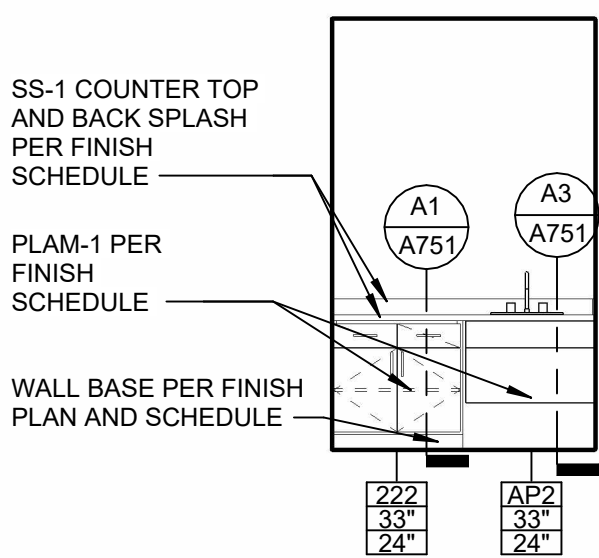 SS-1 COUNTER TOP
AND BACK SPLASH
PER FINISH
SCHEDULE
A1
A751
A3
A751
PLAM-1 PER
FINISH
SCHEDULE
WALL BASE PER FINISH
PLAN AND SCHEDULE
222
33"
24"
AP2
33"
24"